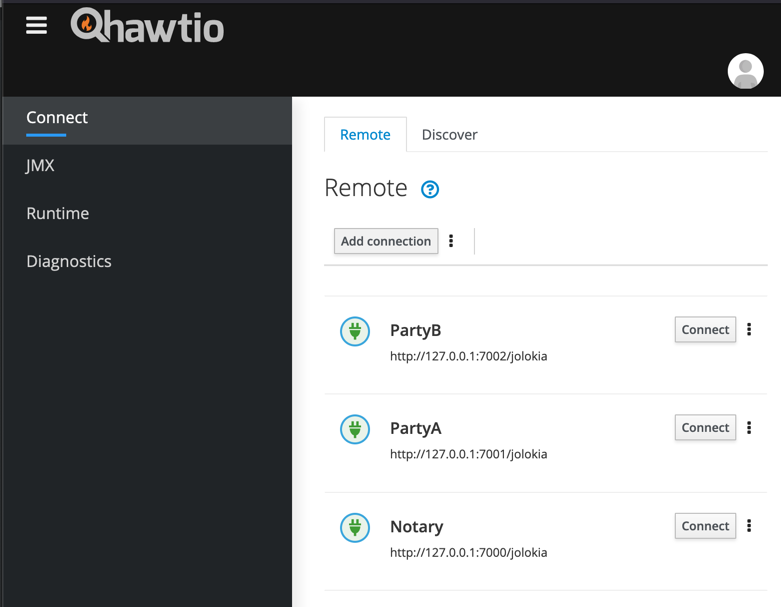 hawtio
Connect
JMX
Runtime
Diagnostics
Remote Discover
Remote ?
Add connection
PartyB Connect
http://127.0.0.1:7002/jolokia
PartyA Connect
http://127.0.0.1:7001/jolokia
Notary Connect
http://127.0.0.1:7000/jolokia